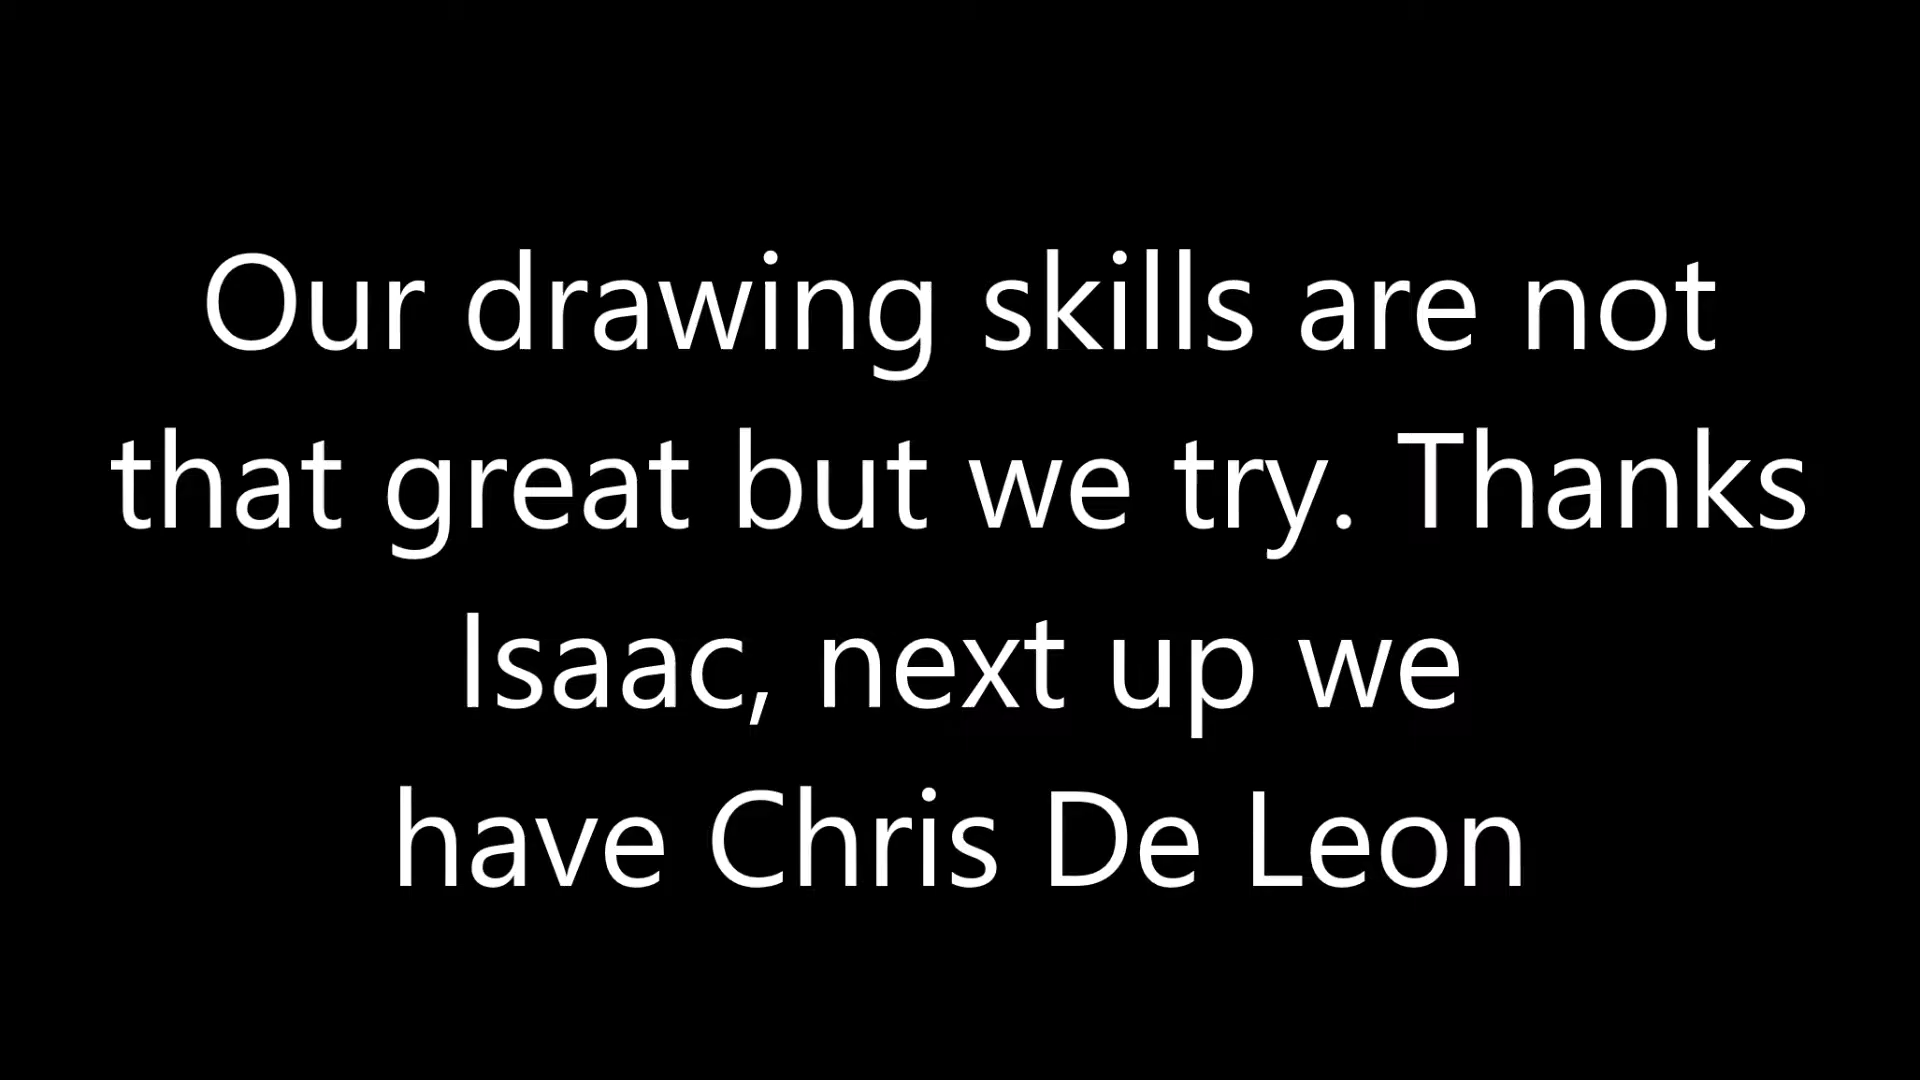 Our drawing skills are not
that great but we try. Thanks
Isaac, next up we
have Chris De Leon